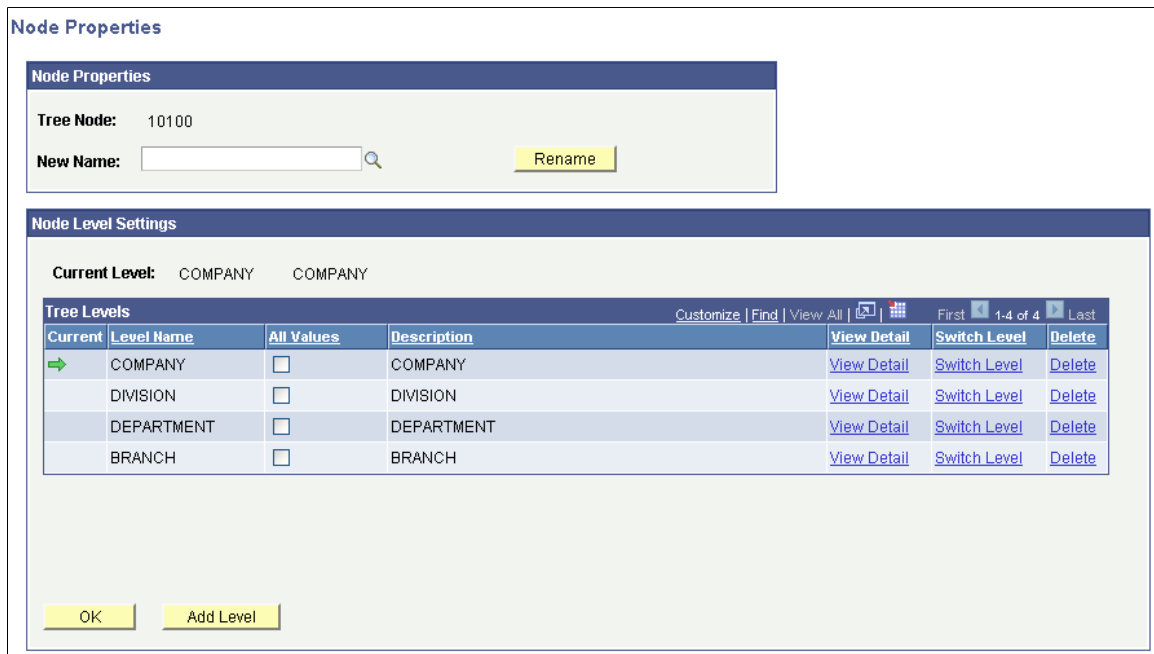 Node Properties
Node Properties
Tree Node: 10100
New Name: Rename
Node Level Settings
Current Level: COMPANY COMPANY
Tree Levels Customize | Find | View All | | First 1-4 of 4 Last
Current Level Name All Values Description View Detail Switch Level Delete
COMPANY COMPANY View Detail Switch Level Delete
DIVISION DIVISION View Detail Switch Level Delete
DEPARTMENT DEPARTMENT View Detail Switch Level Delete
BRANCH BRANCH View Detail Switch Level Delete
OK Add Level